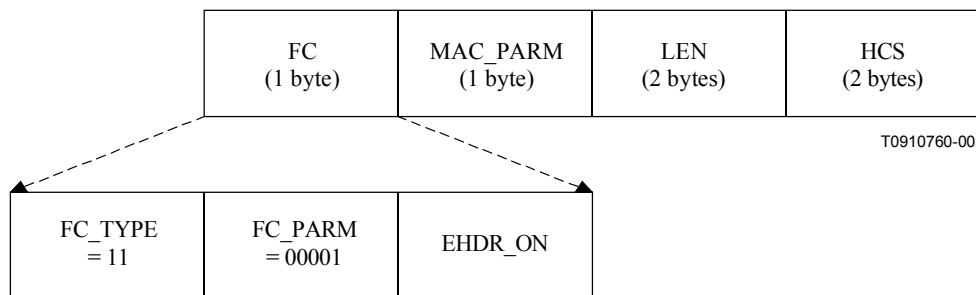 FC
(1 byte)
MAC_PARM
(1 byte)
LEN
(2 bytes)
HCS
(2 bytes)
T0910760-00
FC_TYPE
= 11
FC_PARM
= 00001
EHDR_ON